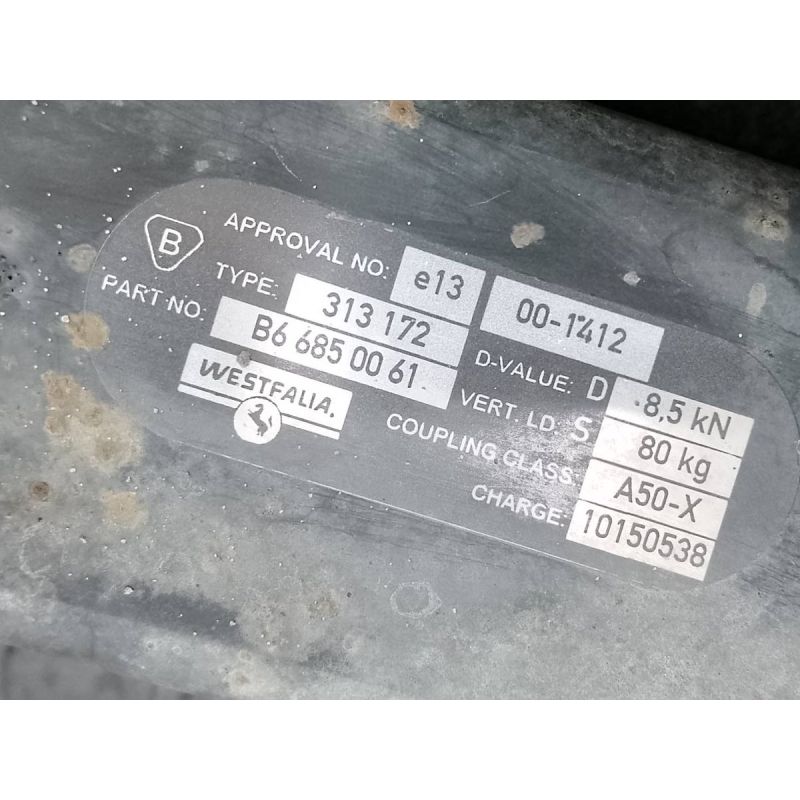 B
APPROVAL NO: e13 00-1412
TYPE: 313 172
PART NO: B6 685 00 61
WESTFALIA.
D-VALUE: D 8,5 kN
VERT. LD. S 80 kg
COUPLING CLASS: A50-X
CHARGE: 10150538